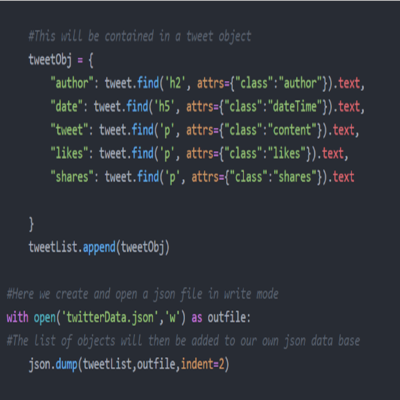 #This will be contained in a tweet object
tweetObj = {
"author": tweet.find('h2', attrs={"class":"author"}).text,
"date": tweet.find('h5', attrs={"class":"dateTime"}).text,
"tweet": tweet.find('p', attrs={"class":"content"}).text,
"likes": tweet.find('p', attrs={"class":"likes"}).text,
"shares": tweet.find('p', attrs={"class":"shares"}).text
}
tweetList.append(tweetObj)
#Here we create and open a json file in write mode
with open('twitterData.json','w') as outfile:
#The list of objects will then be added to our own json data base
json.dump(tweetList,outfile,indent=2)